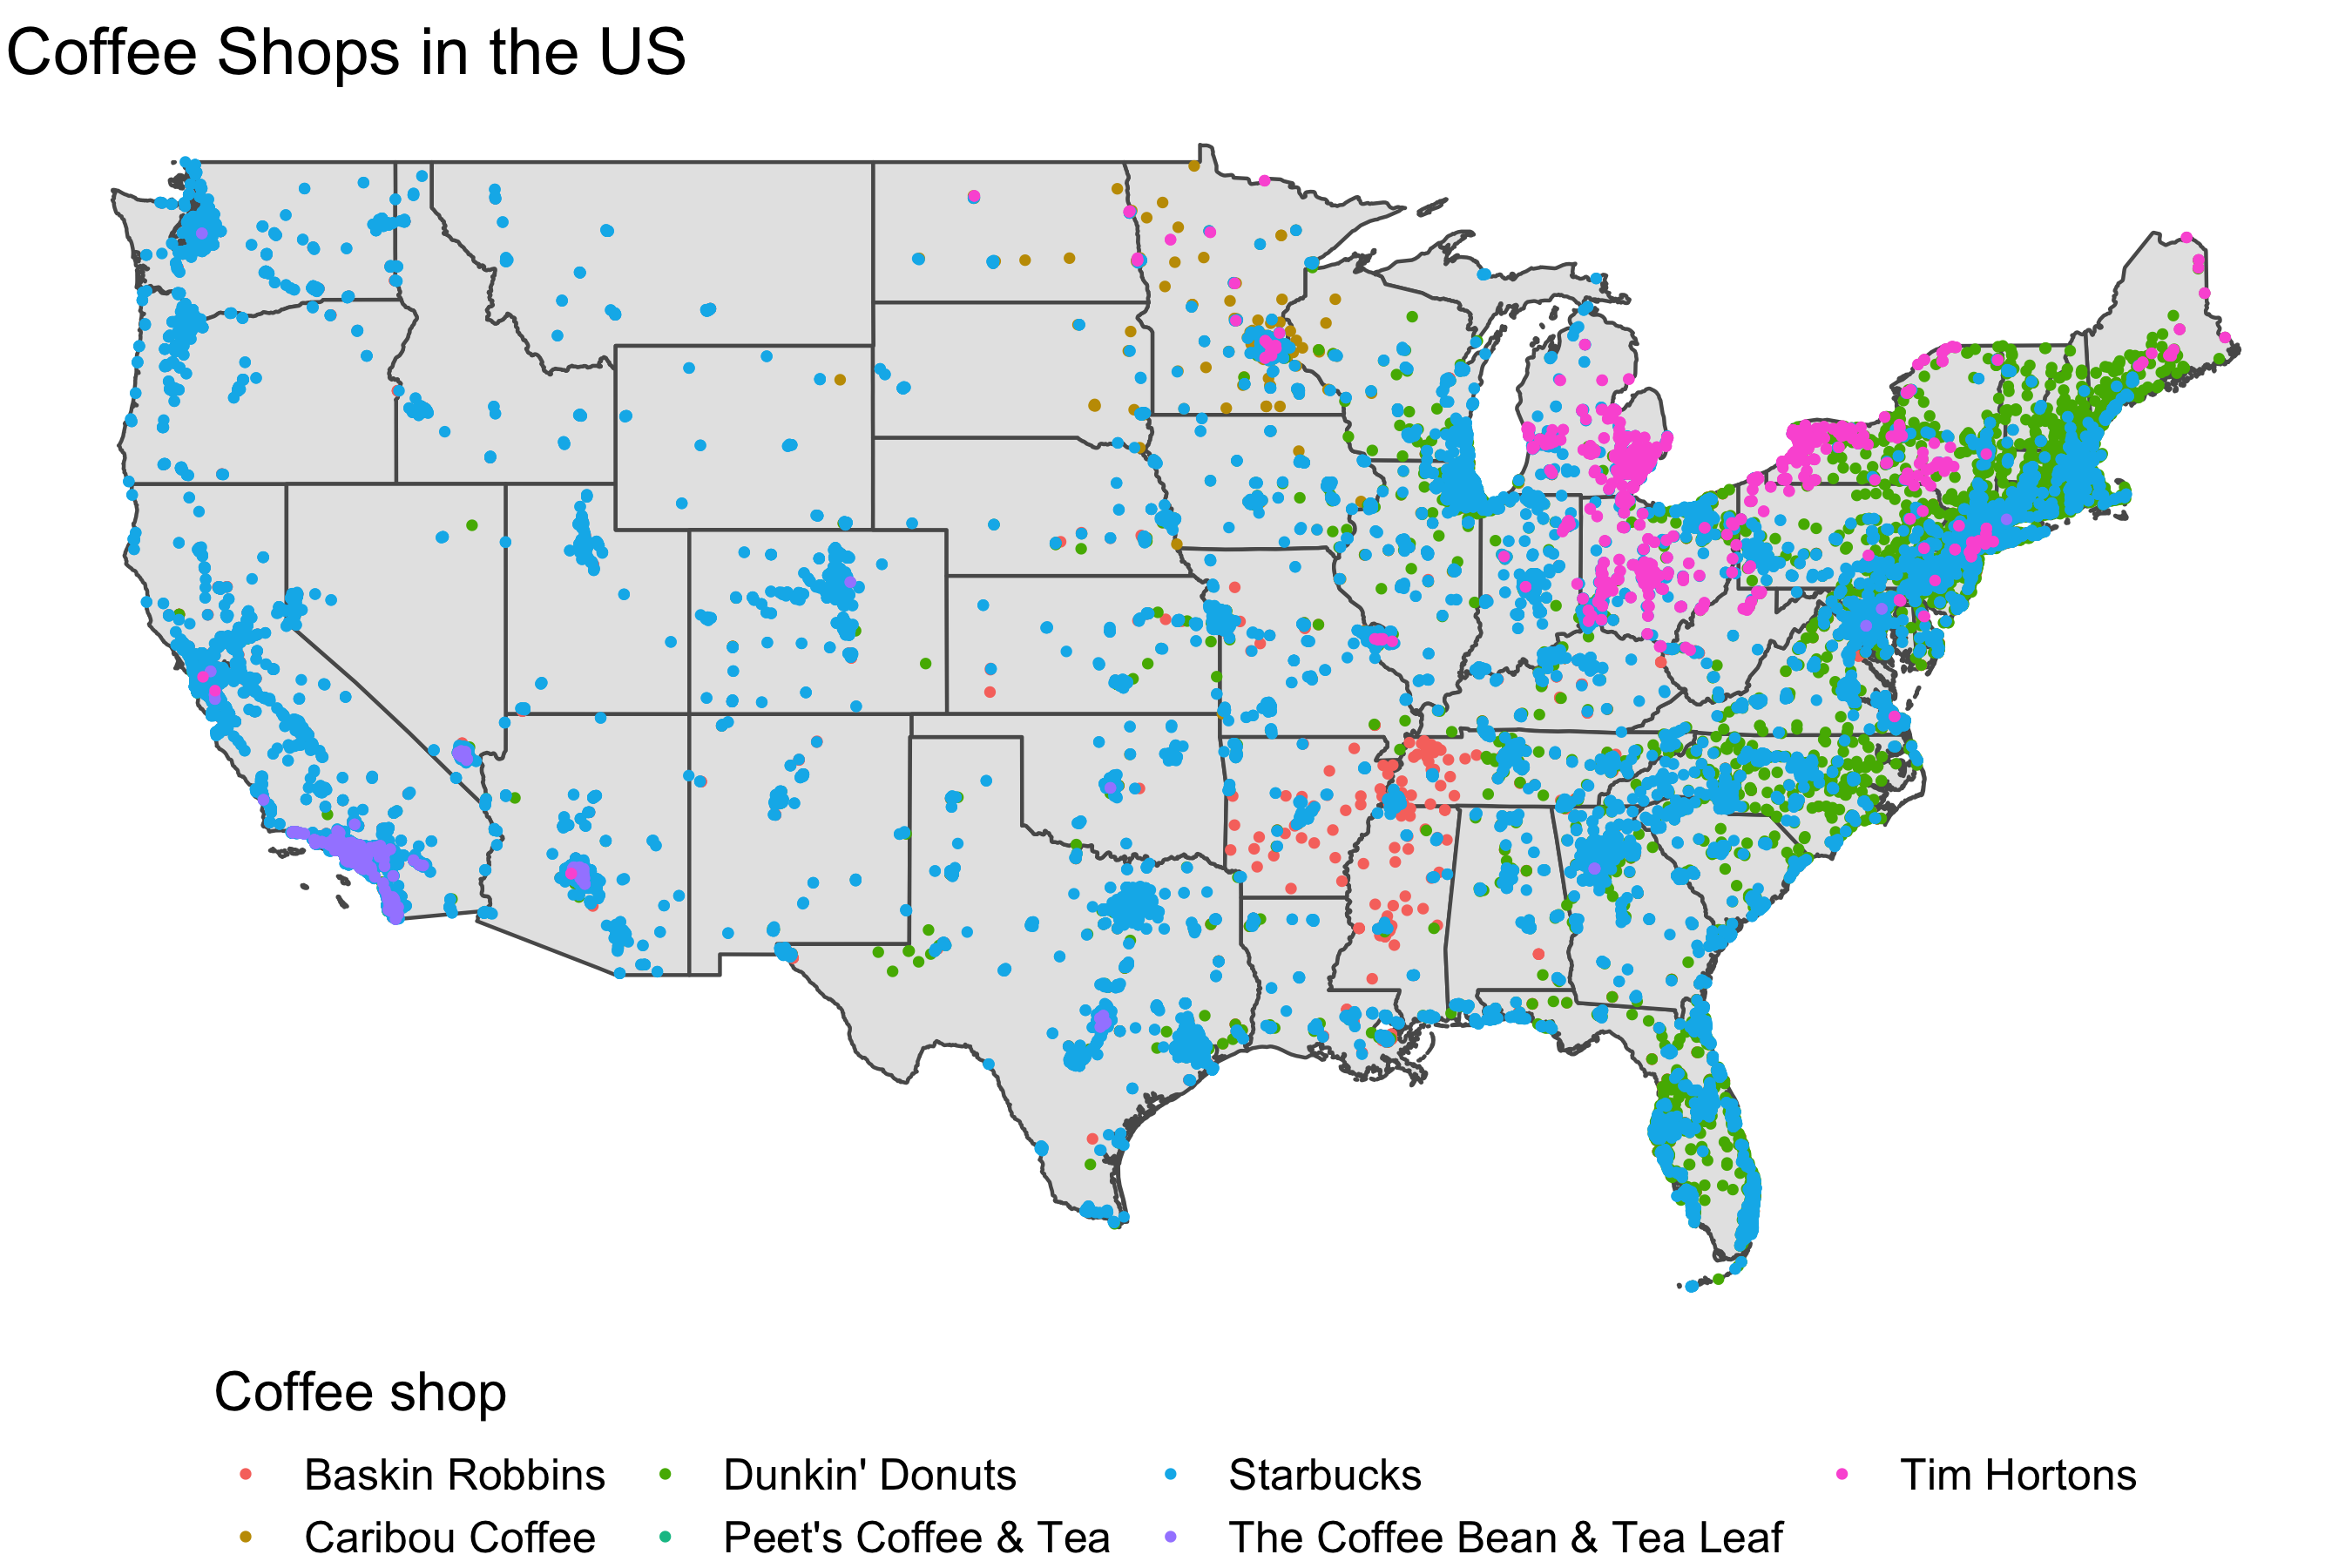 Coffee Shops in the US
Coffee shop
Baskin Robbins
Dunkin' Donuts
Starbucks
Tim Hortons
Caribou Coffee
Peet's Coffee & Tea
The Coffee Bean & Tea Leaf